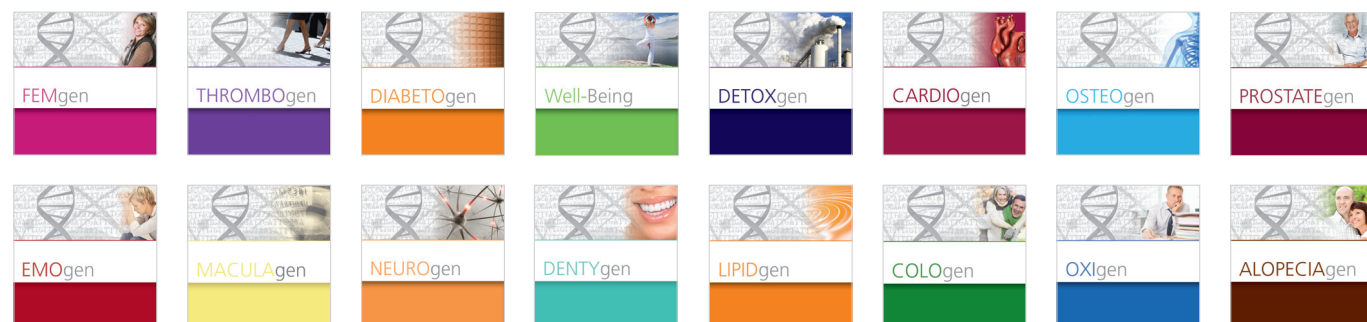 FEMgen
THROMBOgen
DIABETOgen
Well-Being
DETOXgen
CARDIOgen
OSTEOgen
PROSTATEgen
EMOgen
MACULAgen
NEUROgen
DENTYgen
LIPIDgen
COLOgen
OXIgen
ALOPECIAgen